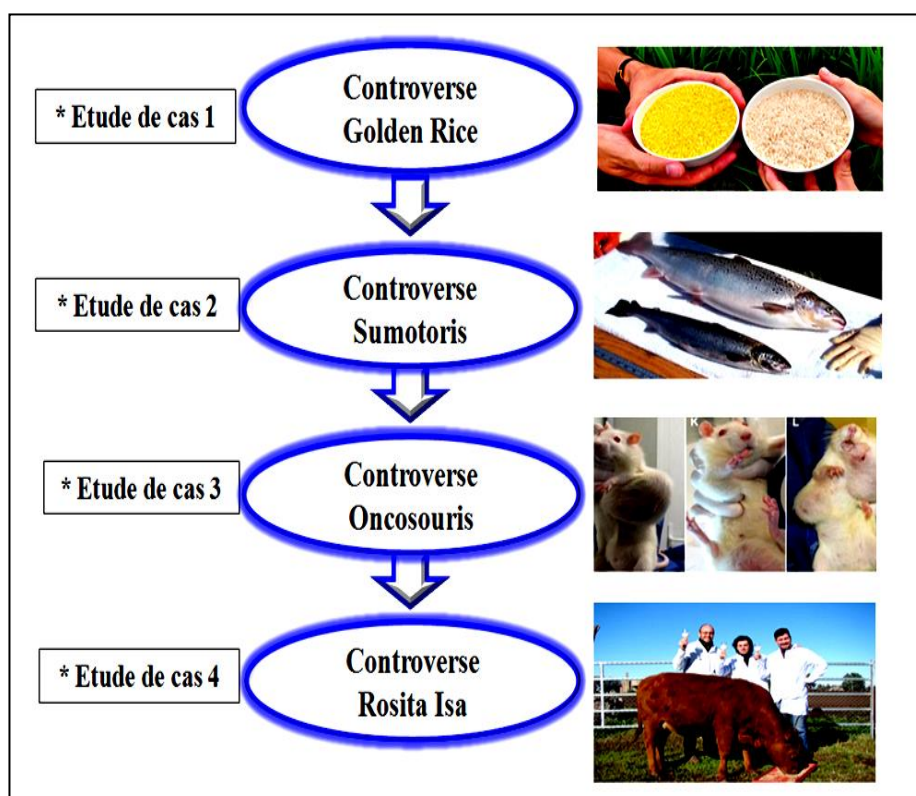 * Etude de cas 1
Controverse
Golden Rice
* Etude de cas 2
Controverse
Sumotoris
* Etude de cas 3
Controverse
Oncosouris
K
L
* Etude de cas 4
Controverse
Rosita Isa